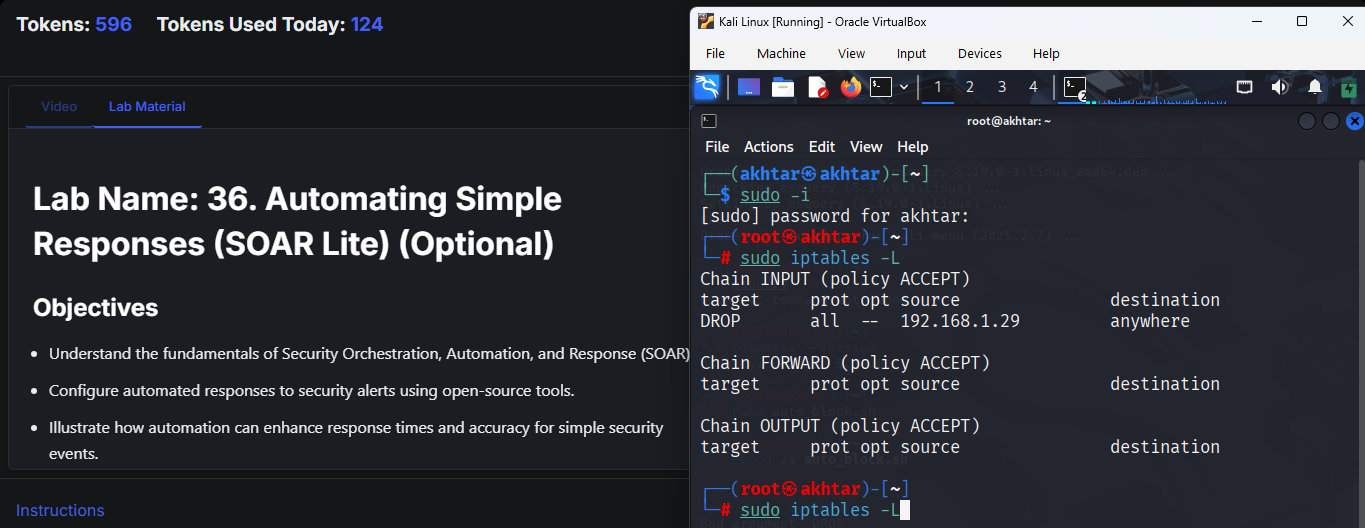 Tokens: 596 Tokens Used Today: 124
Video Lab Material
Lab Name: 36. Automating Simple
Responses (SOAR Lite) (Optional)
Objectives
Understand the fundamentals of Security Orchestration, Automation, and Response (SOAR)
Configure automated responses to security alerts using open-source tools.
Illustrate how automation can enhance response times and accuracy for simple security
events.
Instructions
Kali Linux [Running] - Oracle VirtualBox
File Machine View Input Devices Help
1 2 3 4
root@akhtar: ~
File Actions Edit View Help
┌──(akhtar㉿akhtar)-[~]
└─$ sudo -i
[sudo] password for akhtar:
┌──(root㉿akhtar)-[~]
└─# sudo iptables -L
Chain INPUT (policy ACCEPT)
target prot opt source destination
DROP all -- 192.168.1.29 anywhere
Chain FORWARD (policy ACCEPT)
target prot opt source destination
Chain OUTPUT (policy ACCEPT)
target prot opt source destination
┌──(root㉿akhtar)-[~]
└─# sudo iptables -L